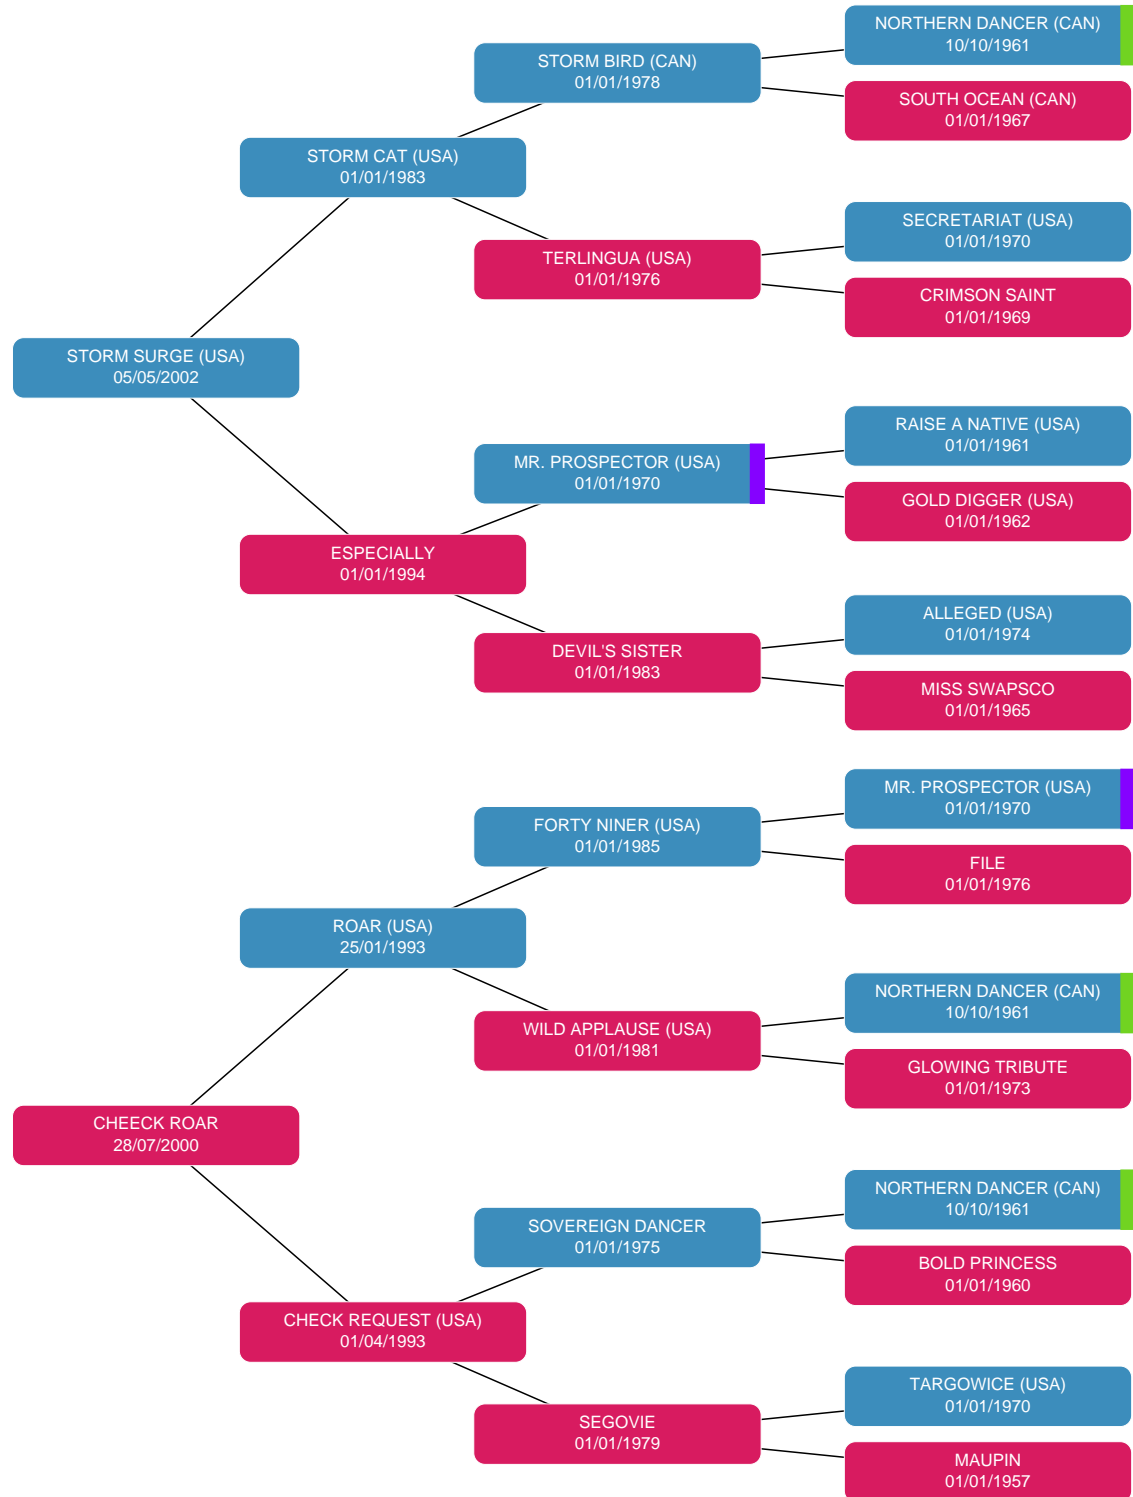 NORTHERN DANCER (CAN)
10/10/1961
STORM BIRD (CAN)
01/01/1978
SOUTH OCEAN (CAN)
01/01/1967
STORM CAT (USA)
01/01/1983
SECRETARIAT (USA)
01/01/1970
TERLINGUA (USA)
01/01/1976
CRIMSON SAINT
01/01/1969
STORM SURGE (USA)
05/05/2002
RAISE A NATIVE (USA)
01/01/1961
MR. PROSPECTOR (USA)
01/01/1970
GOLD DIGGER (USA)
01/01/1962
ESPECIALLY
01/01/1994
ALLEGED (USA)
01/01/1974
DEVIL'S SISTER
01/01/1983
MISS SWAPSCO
01/01/1965
MR. PROSPECTOR (USA)
01/01/1970
FORTY NINER (USA)
01/01/1985
FILE
01/01/1976
ROAR (USA)
25/01/1993
NORTHERN DANCER (CAN)
10/10/1961
WILD APPLAUSE (USA)
01/01/1981
GLOWING TRIBUTE
01/01/1973
CHEECK ROAR
28/07/2000
NORTHERN DANCER (CAN)
10/10/1961
SOVEREIGN DANCER
01/01/1975
BOLD PRINCESS
01/01/1960
CHECK REQUEST (USA)
01/04/1993
TARGOWICE (USA)
01/01/1970
SEGOVIE
01/01/1979
MAUPIN
01/01/1957